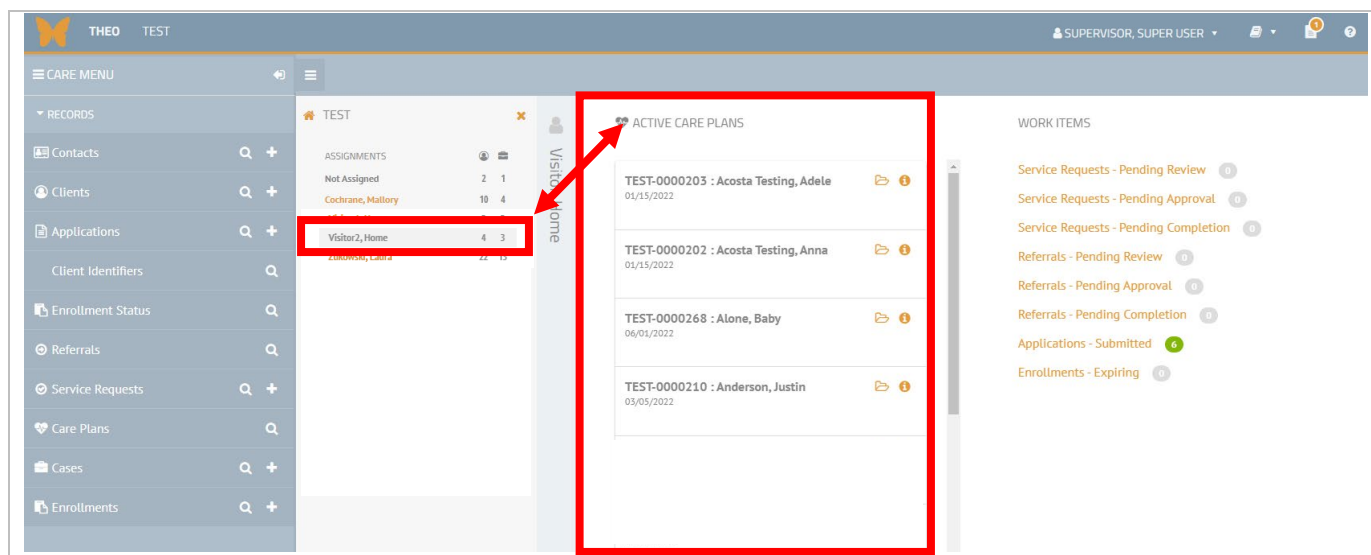 THEO TEST
SUPERVISOR, SUPER USER
1
CARE MENU
RECORDS
Contacts
Clients
Applications
Client Identifiers
Enrollment Status
Referrals
Service Requests
Care Plans
Cases
Enrollments
TEST
ASSIGNMENTS
Not Assigned 2 1
Cochrane, Mallory 10 4
Visitor2, Home 4 3
Zukowski, Laura 22 15
Home
ACTIVE CARE PLANS
TEST-0000203 : Acosta Testing, Adele
01/15/2022
TEST-0000202 : Acosta Testing, Anna
01/15/2022
TEST-0000268 : Alone, Baby
06/01/2022
TEST-0000210 : Anderson, Justin
03/05/2022
WORK ITEMS
Service Requests - Pending Review 0
Service Requests - Pending Approval 0
Service Requests - Pending Completion 0
Referrals - Pending Review 0
Referrals - Pending Approval 0
Referrals - Pending Completion 0
Applications - Submitted 6
Enrollments - Expiring 0